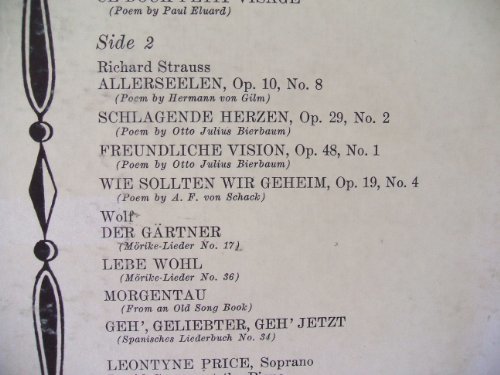 (Poem by Paul Eluard)
Side 2
Richard Strauss
ALLERSEELEN, Op. 10, No. 8
(Poem by Hermann von Gilm)
SCHLAGENDE HERZEN, Op. 29, No. 2
(Poem by Otto Julius Bierbaum)
FREUNDLICHE VISION, Op. 48, No. 1
(Poem by Otto Julius Bierbaum)
WIE SOLLTEN WIR GEHEIM, Op. 19, No. 4
(Poem by A. F. von Schack)
Wolf
DER GÄRTNER
(Mörike-Lieder No. 17)
LEBE WOHL
(Mörike-Lieder No. 36)
MORGENTAU
(From an Old Song Book)
GEH', GELIEBTER, GEH' JETZT
(Spanisches Liederbuch No. 34)
LEONTYNE PRICE, Soprano